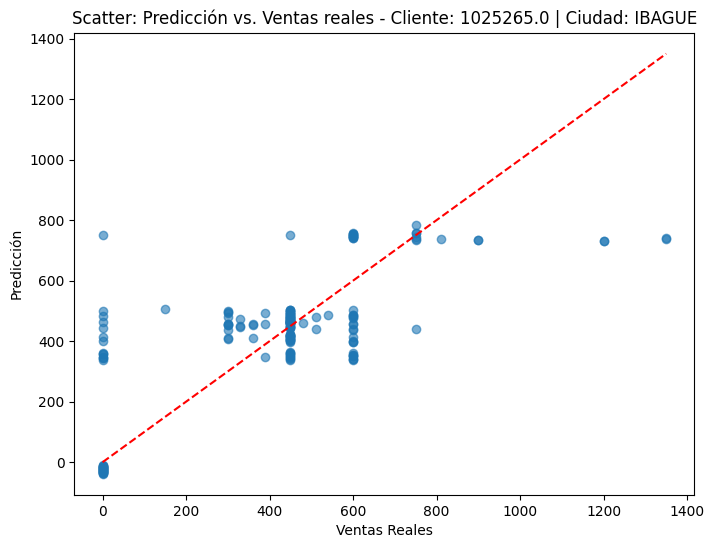 Scatter: Predicción vs. Ventas reales - Cliente: 1025265.0 | Ciudad: IBAGUE
1400
1200
1000
800
600
400
200
0
Predicción
0 200 400 600 800 1000 1200 1400
Ventas Reales